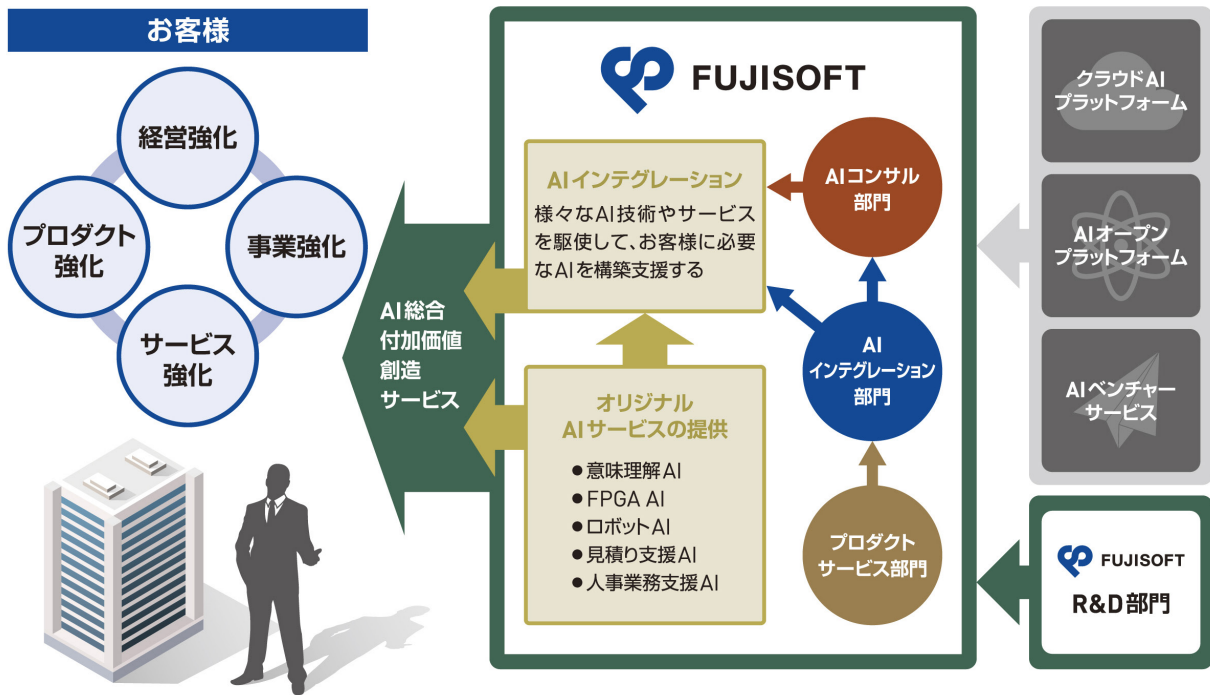 お客様
経営強化
プロダクト
強化
事業強化
サービス
強化
AI総合
付加価値
創造
サービス
FUJISOFT
AIインテグレーション
様々なAI技術やサービス
を駆使して、お客様に必要
なAIを構築支援する
オリジナル
AIサービスの提供
●意味理解AI
●FPGA AI
●ロボットAI
●見積り支援AI
●人事業務支援AI
AIコンサル
部門
AI
インテグレーション
部門
プロダクト
サービス部門
クラウドAI
プラットフォーム
AIオープン
プラットフォーム
AIベンチャー
サービス
FUJISOFT
R&D部門